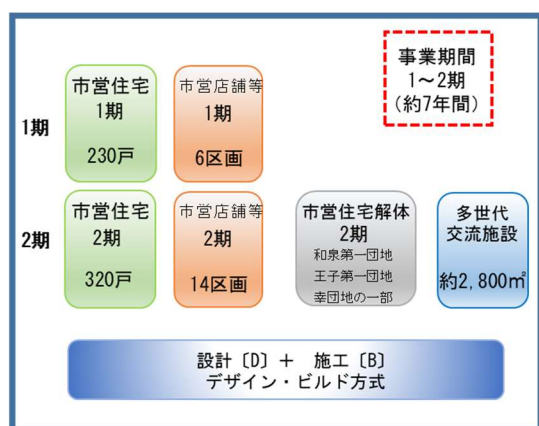 事業期間
1～2期
(約7年間)
1期
市営住宅
1期
230戸
市営店舗等
1期
6区画
2期
市営住宅
2期
320戸
市営店舗等
2期
14区画
市営住宅解体
2期
和泉第一団地
王子第一団地
幸団地の一部
多世代
交流施設
約2,800㎡
設計〔D〕＋ 施工〔B〕
デザイン・ビルド方式